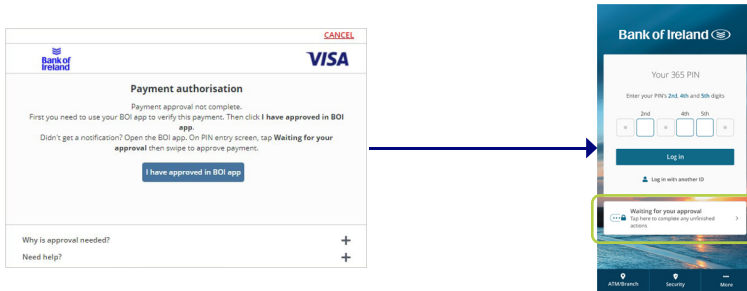 CANCEL
Bank of
Ireland
VISA
Payment authorisation
Payment approval not complete.
First you need to use your BOI app to verify this payment. Then click I have approved in BOI
app.
Didn't get a notification? Open the BOI app. On PIN entry screen, tap Waiting for your
approval then swipe to approve payment.
I have approved in BOI app
Why is approval needed?
Need help?
Bank of Ireland
Your 365 PIN
Enter your PIN's 2nd, 4th and 5th digits
2nd 4th 5th
Log in
Log in with another ID
Waiting for your approval
Tap here to complete any unfinished
actions
ATM/Branch Security More